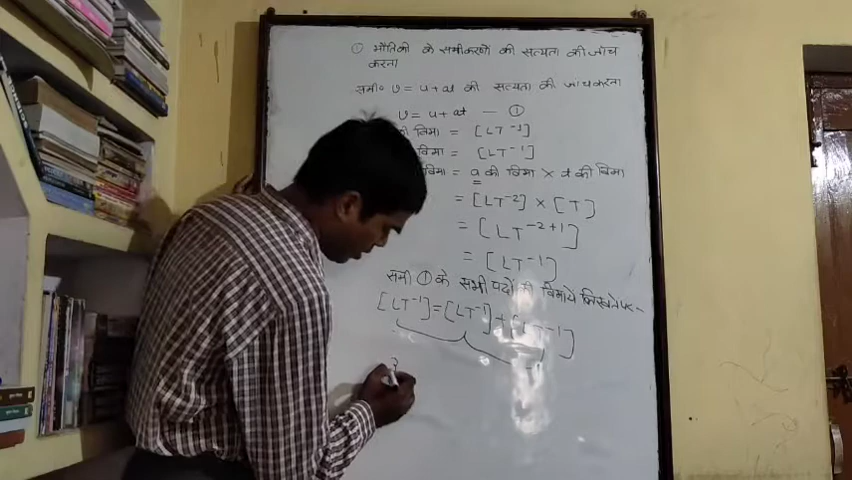 ① भौतिकी के समीकरणों की सत्यता की जाँच
करना
समी० v = u + at की सत्यता की जाँच करना
v = u + at — ①
की विमा = [LT⁻¹]
विमा = [LT⁻¹]
विमा = a की विमा × t की विमा
= [LT⁻²] × [T]
= [LT⁻²⁺¹]
= [LT⁻¹]
समी ① के सभी पदों की विमायें लिखने पर -
[LT⁻¹] = [LT⁻¹] + [LT⁻¹]